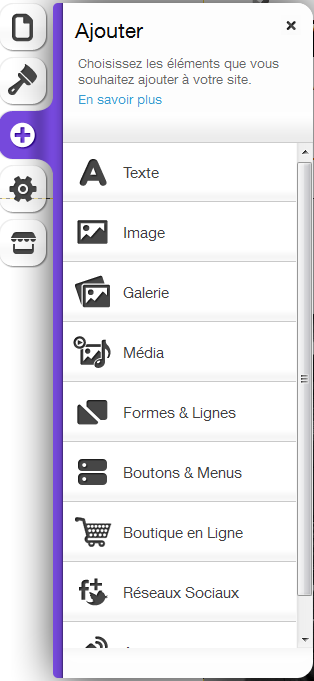 Ajouter
Choisissez les éléments que vous
souhaitez ajouter à votre site.
En savoir plus
Texte
Image
Galerie
Média
Formes & Lignes
Boutons & Menus
Boutique en Ligne
Réseaux Sociaux